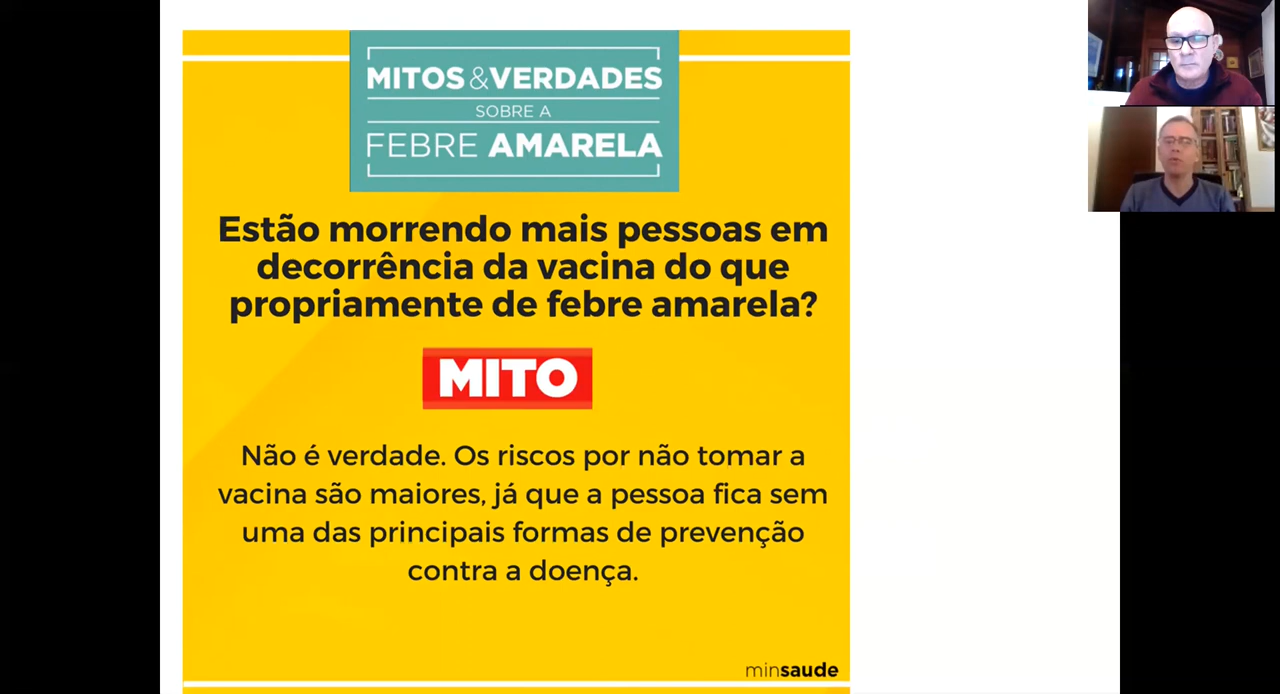 MITOS&VERDADES
SOBRE A
FEBRE AMARELA
Estão morrendo mais pessoas em
decorrência da vacina do que
propriamente de febre amarela?
MITO
Não é verdade. Os riscos por não tomar a
vacina são maiores, já que a pessoa fica sem
uma das principais formas de prevenção
contra a doença.
minsaude